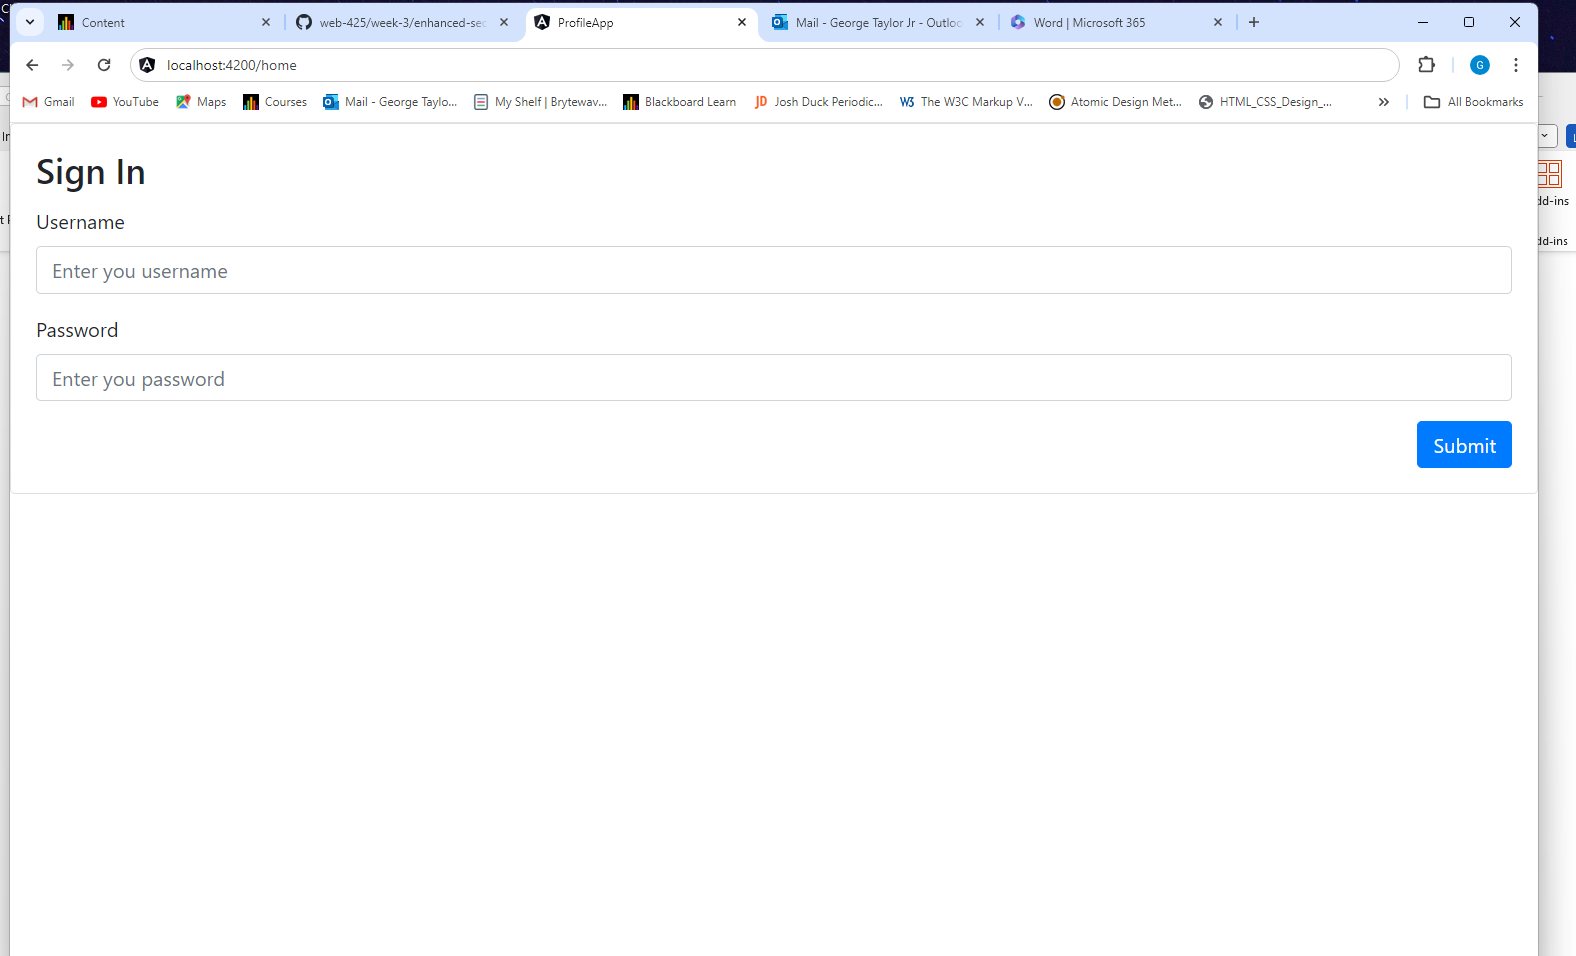 Content
web-425/week-3/enhanced-sec
ProfileApp
Mail - George Taylor Jr - Outloo
Word | Microsoft 365
localhost:4200/home
G
Gmail
YouTube
Maps
Courses
Mail - George Taylo...
My Shelf | Brytewav...
Blackboard Learn
JD Josh Duck Periodic...
W3 The W3C Markup V...
Atomic Design Met...
HTML_CSS_Design_...
All Bookmarks
Sign In
Username
Enter you username
Password
Enter you password
Submit
dd-ins
dd-ins